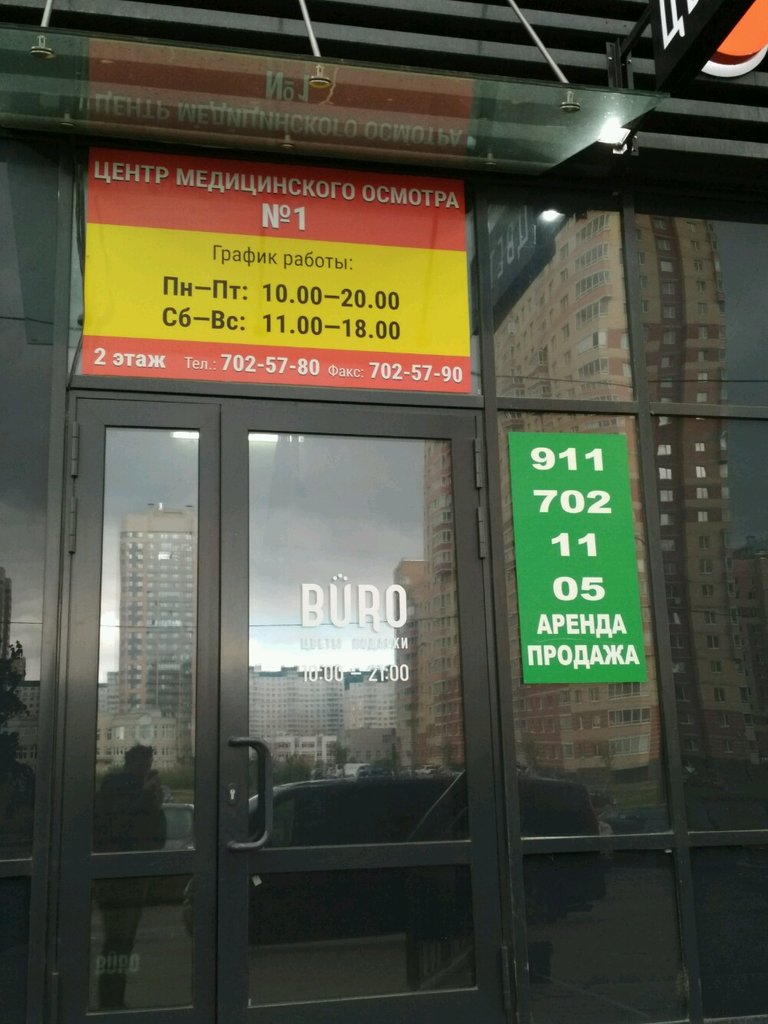 ЦЕНТР МЕДИЦИНСКОГО ОСМОТРА
№1
График работы:
Пн—Пт: 10.00—20.00
Сб—Вс: 11.00—18.00
2 этаж Тел.: 702-57-80 Факс: 702-57-90
911
702
11
05
АРЕНДА
ПРОДАЖА
BÜRO
ЦВЕТЫ ПОДАРКИ
10:00 – 21:00